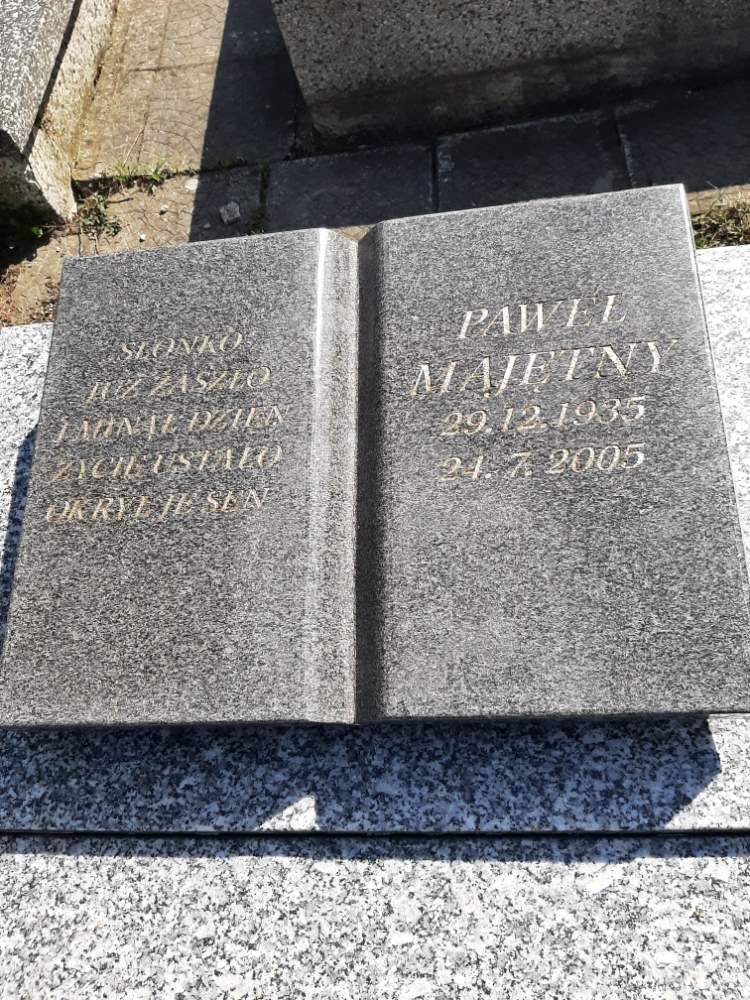 SŁONKO
JUŻ ZASZŁO
I MINĄŁ DZIEŃ
ŻYCIE USTAŁO
OKRYŁ JE SEN
PAWEŁ
MAJĘTNY
29.12.1935
24.7.2005